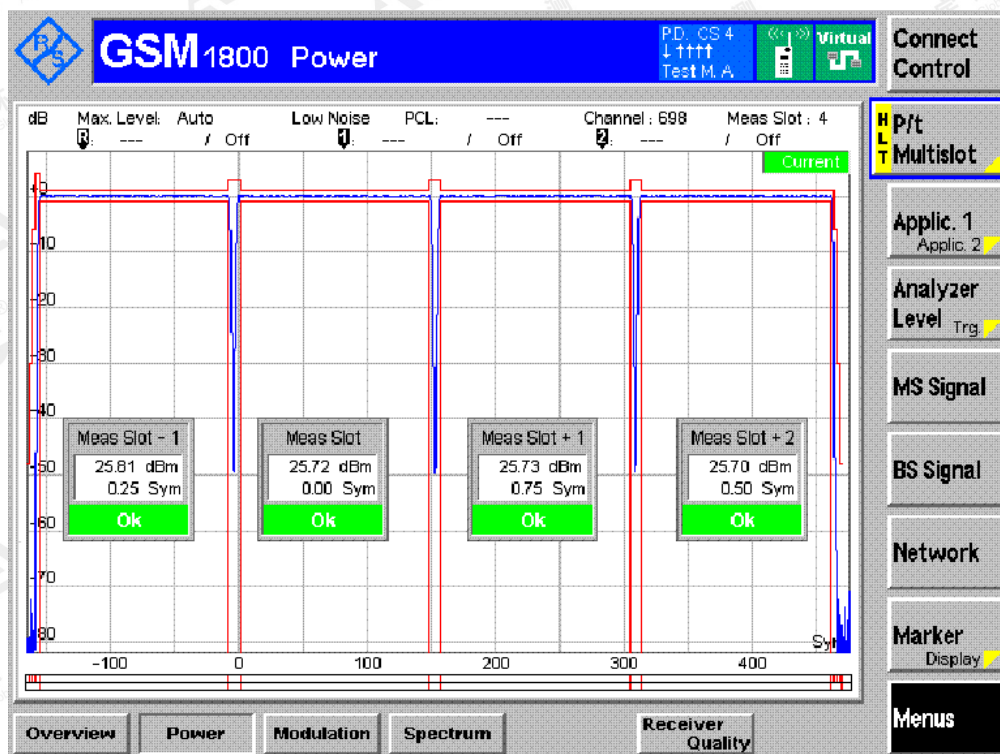 R/S
GSM 1800 Power
P.D. CS 4
↓↑↑↑↑
Test M. A
Virtual
Connect Control
dB Max. Level: Auto Low Noise PCL: --- Channel : 698 Meas Slot : 4
R: --- / Off 1: --- / Off 2: --- / Off
Current
HLT
P/t Multislot
Applic. 1
Applic. 2
Analyzer Level
Trg.
MS Signal
BS Signal
Network
Marker
Display
Menus
+0
-10
-20
-30
-40
-50
-60
-70
-80
Meas Slot - 1
25.81 dBm
0.25 Sym
Ok
Meas Slot
25.72 dBm
0.00 Sym
Ok
Meas Slot + 1
25.73 dBm
0.75 Sym
Ok
Meas Slot + 2
25.70 dBm
0.50 Sym
Ok
Sym
-100 0 100 200 300 400
Overview Power Modulation Spectrum Receiver Quality